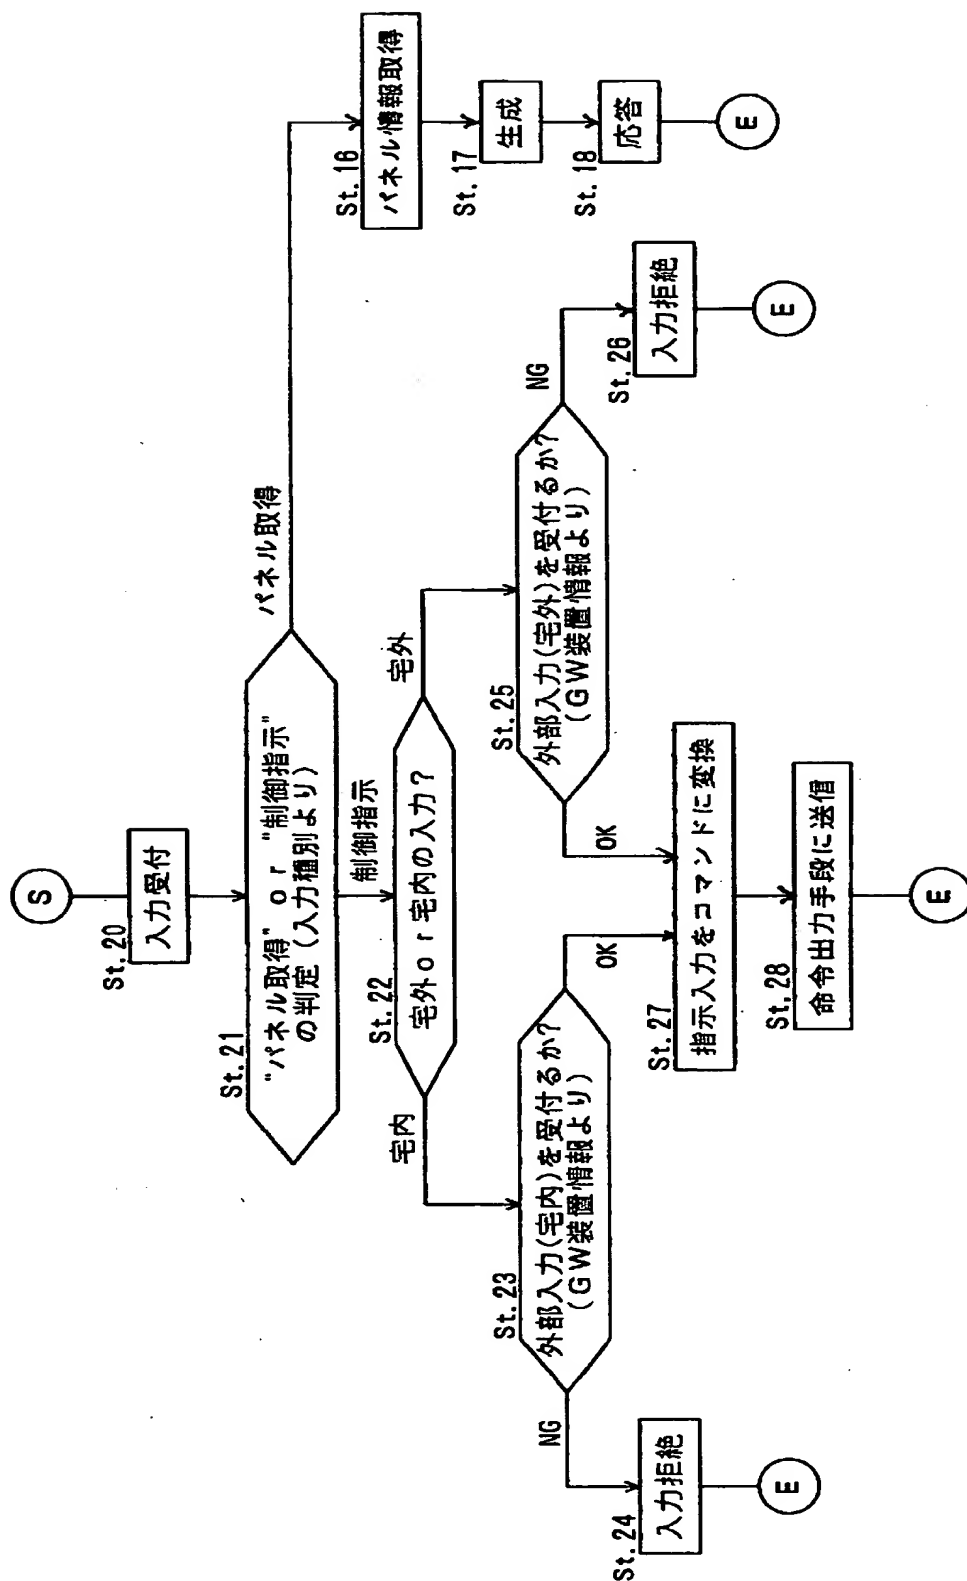 S
St. 20
入力受付
St. 21
"パネル取得" or "制御指示"
の判定 (入力種別より)
パネル取得
制御指示
St. 16
パネル情報取得
St. 17
生成
St. 18
応答
E
St. 22
宅外or宅内の入力?
宅内
宅外
St. 23
外部入力(宅内)を受付るか?
(GW装置情報より)
NG
OK
St. 24
入力拒絶
E
St. 25
外部入力(宅外)を受付るか?
(GW装置情報より)
OK
NG
St. 26
入力拒絶
E
St. 27
指示入力をコマンドに変換
St. 28
命令出力手段に送信
E